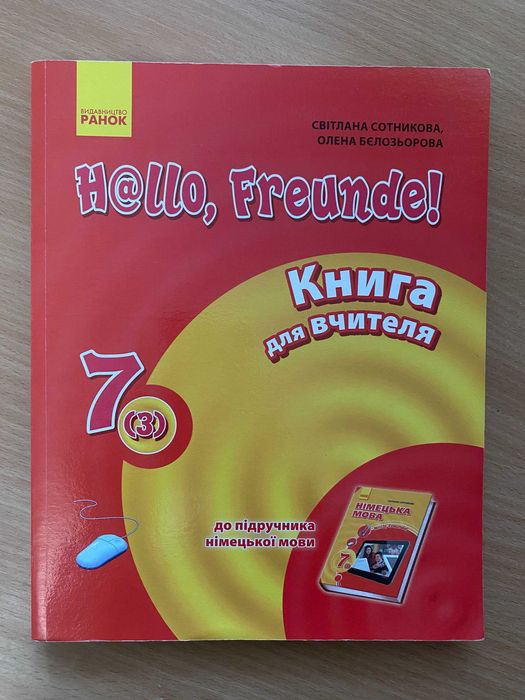 ВИДАВНИЦТВО
РАНОК
СВІТЛАНА СОТНИКОВА,
ОЛЕНА БЄЛОЗЬОРОВА
H@llo, Freunde!
Книга
для вчителя
7
(3)
до підручника
німецької мови
НІМЕЦЬКА
МОВА
7